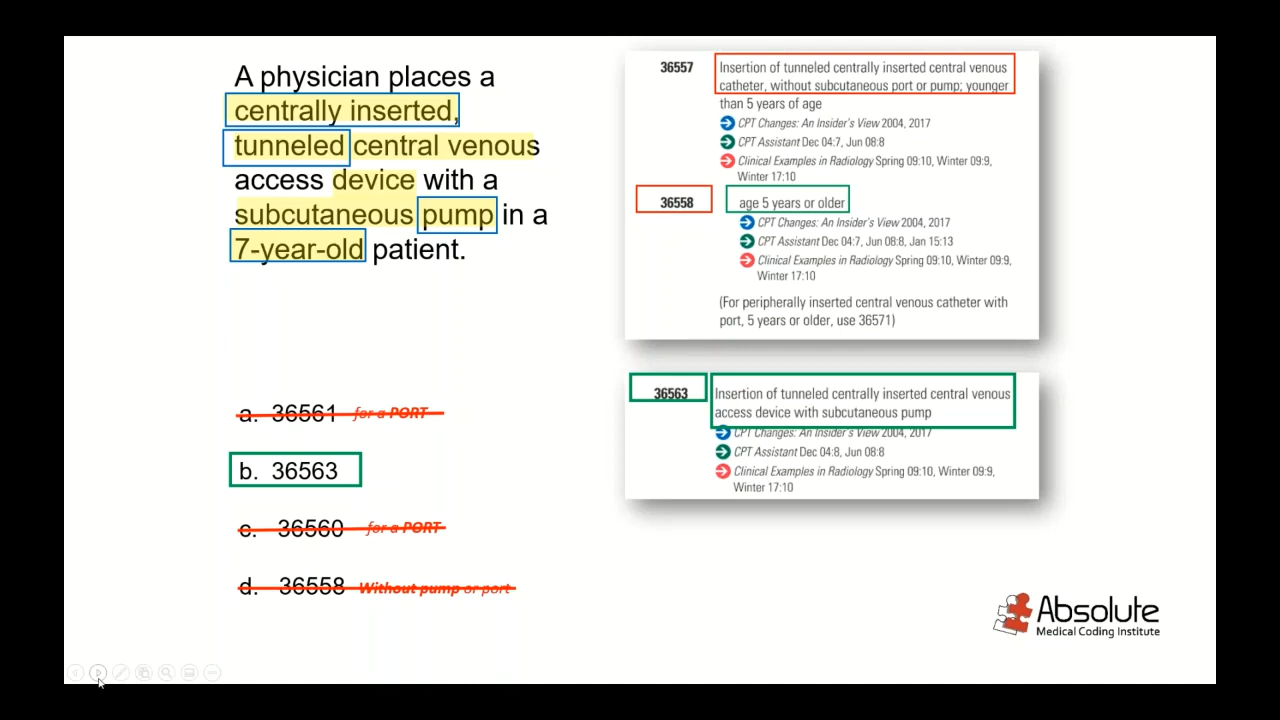 A physician places a
centrally inserted,
tunneled central venous
access device with a
subcutaneous pump in a
7-year-old patient.
a. 36561 for a PORT
b. 36563
c. 36560 for a PORT
d. 36558 Without pump or port
36557 Insertion of tunneled centrally inserted central venous
catheter, without subcutaneous port or pump; younger
than 5 years of age
CPT Changes: An Insider's View 2004, 2017
CPT Assistant Dec 04:7, Jun 08:8
Clinical Examples in Radiology Spring 09:10, Winter 09:9,
Winter 17:10
36558 age 5 years or older
CPT Changes: An Insider's View 2004, 2017
CPT Assistant Dec 04:7, Jun 08:8, Jan 15:13
Clinical Examples in Radiology Spring 09:10, Winter 09:9,
Winter 17:10
(For peripherally inserted central venous catheter with
port, 5 years or older, use 36571)
36563 Insertion of tunneled centrally inserted central venous
access device with subcutaneous pump
CPT Changes: An Insider's View 2004, 2017
CPT Assistant Dec 04:8, Jun 08:8
Clinical Examples in Radiology Spring 09:10, Winter 09:9,
Winter 17:10
Absolute
Medical Coding Institute